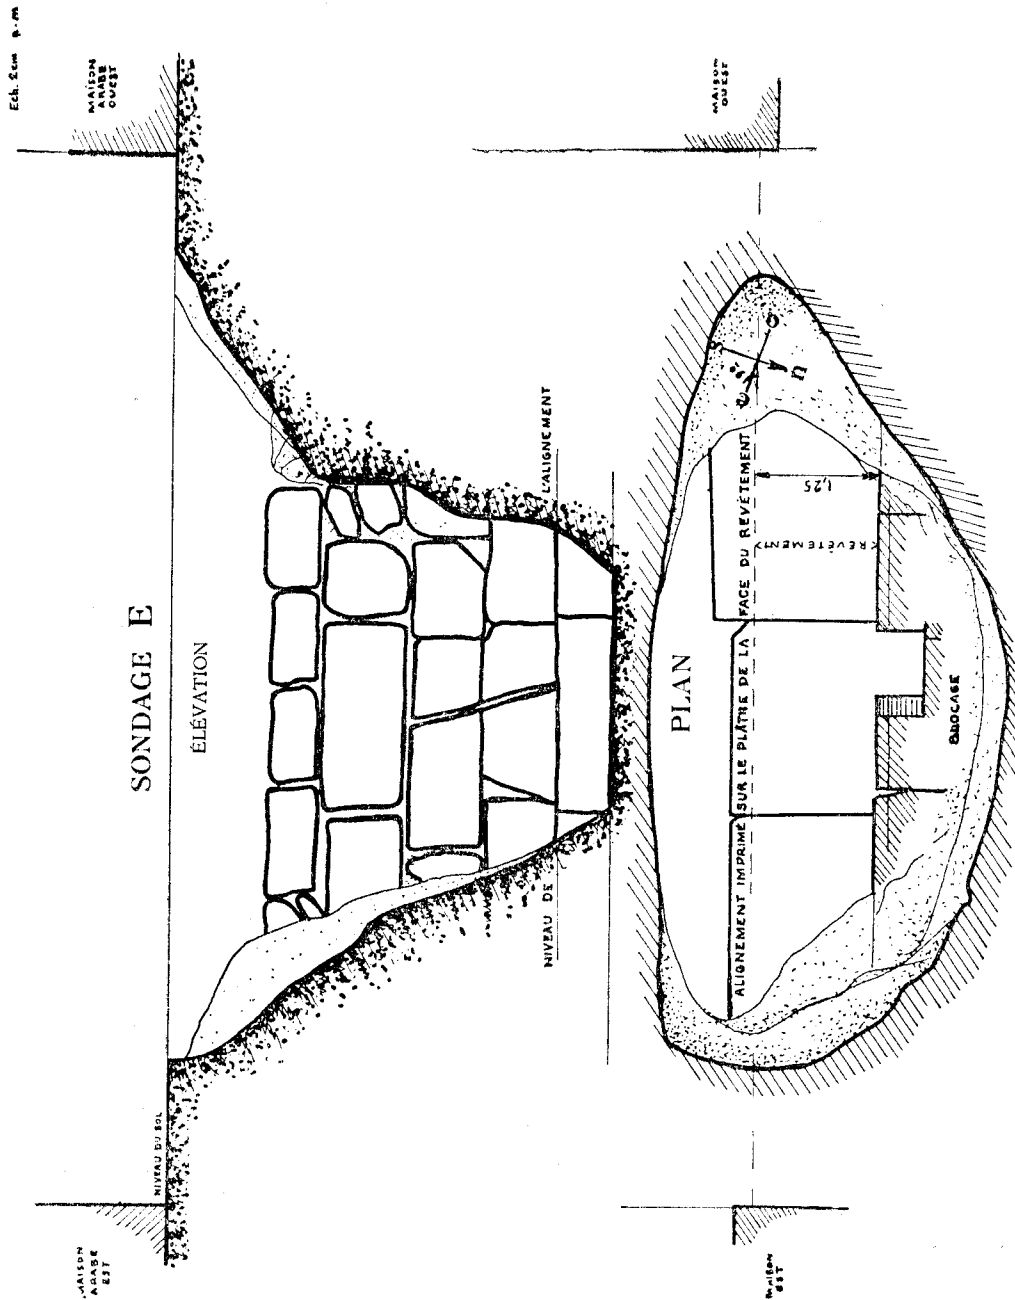 Ech. 2cm p.m
MAISON
ARABE
OUEST
SONDAGE E
ÉLÉVATION
NIVEAU DU SOL
MAISON
ARABE
EST
NIVEAU DE L'ALIGNEMENT
MAISON
OUEST
PLAN
ALIGNEMENT IMPRIMÉ SUR LE PLÂTRE DE LA FACE DU REVÊTEMENT
1,25
REVÊTEMENT
BROCAGE
S
O
n
e
MAISON
EST